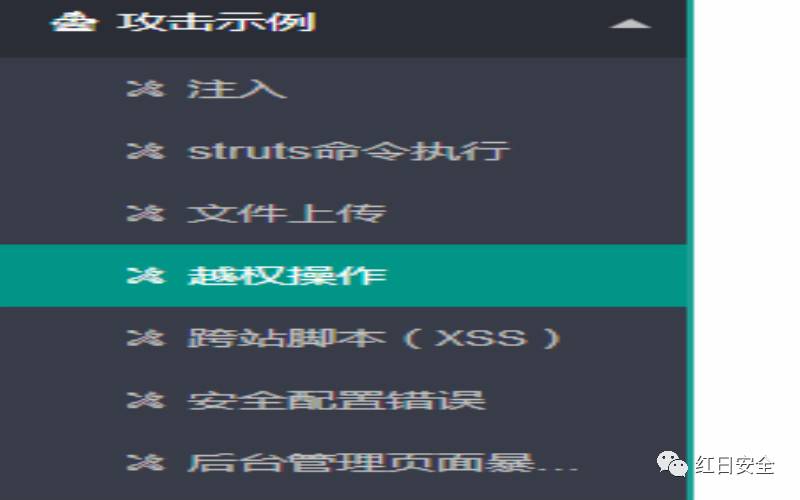 攻击示例
注入
struts命令执行
文件上传
越权操作
跨站脚本（XSS）
安全配置错误
后台管理页面暴...
红日安全